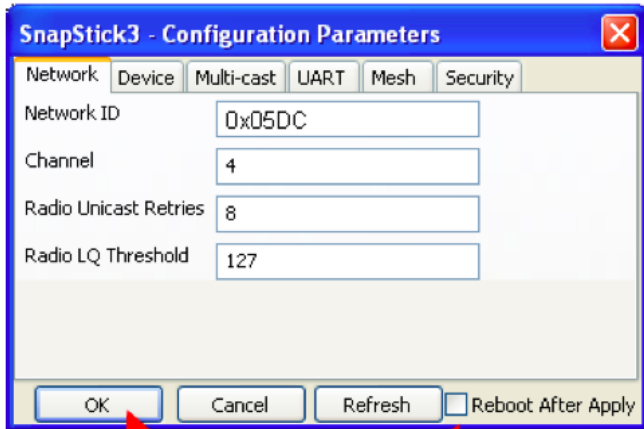 SnapStick3 - Configuration Parameters
Network Device Multi-cast UART Mesh Security
Network ID 0x05DC
Channel 4
Radio Unicast Retries 8
Radio LQ Threshold 127
OK Cancel Refresh Reboot After Apply